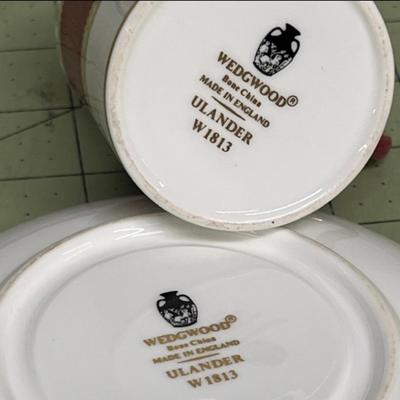 WEDGWOOD®
Bone China
MADE IN ENGLAND
ULANDER
W1813
WEDGWOOD®
Bone China
MADE IN ENGLAND
ULANDER
W1813